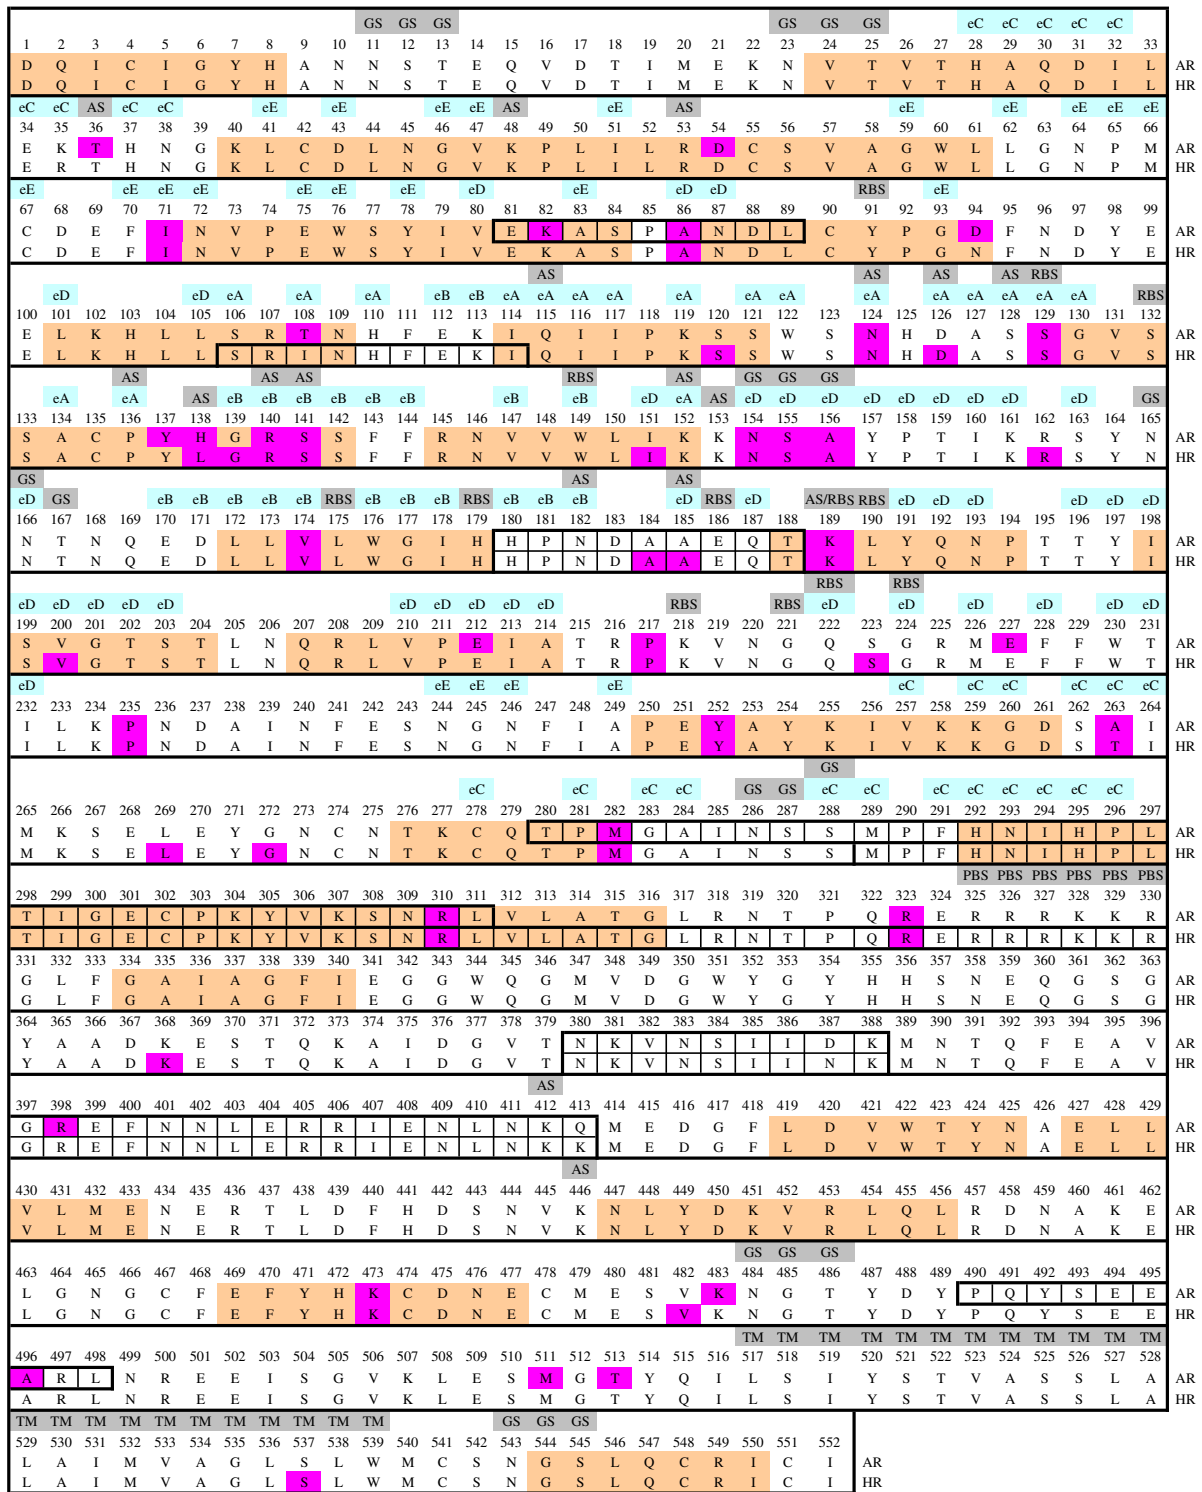 GS GS GS GS GS GS eC eC eC eC eC
1 2 3 4 5 6 7 8 9 10 11 12 13 14 15 16 17 18 19 20 21 22 23 24 25 26 27 28 29 30 31 32 33
D Q I C I G Y H A N N S T E Q V D T I M E K N V T V T H A Q D I L AR
D Q I C I G Y H A N N S T E Q V D T I M E K N V T V T H A Q D I L HR
eC eC AS eC eC eE eE eE eE AS eE AS eE eE eE eE eE
34 35 36 37 38 39 40 41 42 43 44 45 46 47 48 49 50 51 52 53 54 55 56 57 58 59 60 61 62 63 64 65 66
E K T H N G K L C D L N G V K P L I L R D C S V A G W L L G N P M AR
E R T H N G K L C D L N G V K P L I L R D C S V A G W L L G N P M HR
eE eE eE eE eE eE eE eD eE eD eD RBS eE
67 68 69 70 71 72 73 74 75 76 77 78 79 80 81 82 83 84 85 86 87 88 89 90 91 92 93 94 95 96 97 98 99
C D E F I N V P E W S Y I V E K A S P A N D L C Y P G D F N D Y E AR
C D E F I N V P E W S Y I V E K A S P A N D L C Y P G N F N D Y E HR
AS AS AS AS RBS
eD eD eA eA eA eB eB eA eA eA eA eA eA eA eA eA eA eA RBS
100 101 102 103 104 105 106 107 108 109 110 111 112 113 114 115 116 117 118 119 120 121 122 123 124 125 126 127 128 129 130 131 132
E L K H L L S R T N H F E K I Q I I P K S S W S N H D A S S G V S AR
E L K H L L S R I N H F E K I Q I I P K S S W S N H D A S S G V S HR
AS AS AS RBS AS GS GS GS
eA eA AS eB eB eB eB eB eB eB eB eA AS eD eD eD eD eD eD eD eD GS
133 134 135 136 137 138 139 140 141 142 143 144 145 146 147 148 149 150 151 152 153 154 155 156 157 158 159 160 161 162 163 164 165
S A C P Y H G R S S F F R N V V W L I K K N S A Y P T I K R S Y N AR
S A C P Y L G R S S F F R N V V W L I K K N S A Y P T I K R S Y N HR
GS AS AS
eD GS eB eB eB eB eB RBS eB eB eB RBS eB eB eB eD RBS eD AS/RBS RBS eD eD eD eD eD eD
166 167 168 169 170 171 172 173 174 175 176 177 178 179 180 181 182 183 184 185 186 187 188 189 190 191 192 193 194 195 196 197 198
N T N Q E D L L V L W G I H H P N D A A E Q T K L Y Q N P T T Y I AR
N T N Q E D L L V L W G I H H P N D A A E Q T K L Y Q N P T T Y I HR
RBS RBS
eD eD eD eD eD eD eD eD eD eD RBS RBS eD eD eD eD eD eD
199 200 201 202 203 204 205 206 207 208 209 210 211 212 213 214 215 216 217 218 219 220 221 222 223 224 225 226 227 228 229 230 231
S V G T S T L N Q R L V P E I A T R P K V N G Q S G R M E F F W T AR
S V G T S T L N Q R L V P E I A T R P K V N G Q S G R M E F F W T HR
eD eE eE eE eE eC eC eC eC eC eC
232 233 234 235 236 237 238 239 240 241 242 243 244 245 246 247 248 249 250 251 252 253 254 255 256 257 258 259 260 261 262 263 264
I L K P N D A I N F E S N G N F I A P E Y A Y K I V K K G D S A I AR
I L K P N D A I N F E S N G N F I A P E Y A Y K I V K K G D S T I HR
GS
eC eC eC eC GS GS eC eC eC eC eC eC eC eC
265 266 267 268 269 270 271 272 273 274 275 276 277 278 279 280 281 282 283 284 285 286 287 288 289 290 291 292 293 294 295 296 297
M K S E L E Y G N C N T K C Q T P M G A I N S S M P F H N I H P L AR
M K S E L E Y G N C N T K C Q T P M G A I N S S M P F H N I H P L HR
PBS PBS PBS PBS PBS PBS
298 299 300 301 302 303 304 305 306 307 308 309 310 311 312 313 314 315 316 317 318 319 320 321 322 323 324 325 326 327 328 329 330
T I G E C P K Y V K S N R L V L A T G L R N T P Q R E R R R K K R AR
T I G E C P K Y V K S N R L V L A T G L R N T P Q R E R R R K K R HR
331 332 333 334 335 336 337 338 339 340 341 342 343 344 345 346 347 348 349 350 351 352 353 354 355 356 357 358 359 360 361 362 363
G L F G A I A G F I E G G W Q G M V D G W Y G Y H H S N E Q G S G AR
G L F G A I A G F I E G G W Q G M V D G W Y G Y H H S N E Q G S G HR
364 365 366 367 368 369 370 371 372 373 374 375 376 377 378 379 380 381 382 383 384 385 386 387 388 389 390 391 392 393 394 395 396
Y A A D K E S T Q K A I D G V T N K V N S I I D K M N T Q F E A V AR
Y A A D K E S T Q K A I D G V T N K V N S I I N K M N T Q F E A V HR
AS
397 398 399 400 401 402 403 404 405 406 407 408 409 410 411 412 413 414 415 416 417 418 419 420 421 422 424 424 425 426 427 427 429
G R E F N N L E R R I E N L N K Q M E D G F L D V W T Y N A E L L AR
G R E F N N L E R R I E N L N K K M E D G F L D V W T Y N A E L L HR
AS
430 431 432 433 434 435 469 437 438 439 440 441 442 443 444 445 446 447 448 449 450 451 452 453 454 455 456 457 458 459 460 461 462
V L M E N E R T L D F H D S N V K N L Y D K V R L Q L R D N A K E AR
V L M E N E R T L D F H D S N V K N L Y D K V R L Q L R D N A K E HR
GS GS GS
463 464 465 466 467 468 469 470 471 472 473 474 475 476 477 478 479 480 481 482 483 484 485 486 487 488 489 490 491 492 493 494 495
L G N G C F E F Y H K C D N E C M E S V K N G T Y D Y P Q Y S E E AR
L G N G C F E F Y H K C D N E C M E S V K N G T Y D Y P Q Y S E E HR
TM TM TM TM TM TM TM TM TM TM TM TM
496 497 498 499 500 501 502 503 504 505 506 507 508 509 510 511 512 513 514 515 516 517 518 519 520 521 522 523 524 525 526 527 528
A R L N R E E I S G V K L E S M G T Y Q I L S I Y S T V A S S L A AR
A R L N R E E I S G V K L E S M G T Y Q I L S I Y S T V A S S L A HR
TM TM TM TM TM TM TM TM TM TM TM GS GS GS
529 530 531 532 533 534 535 536 537 538 539 540 541 542 543 544 545 546 547 548 549 550 551 552
L A I M V A G L S L W M C S N G S L Q C R I C I AR
L A I M V A G L S L W M C S N G S L Q C R I C I HR